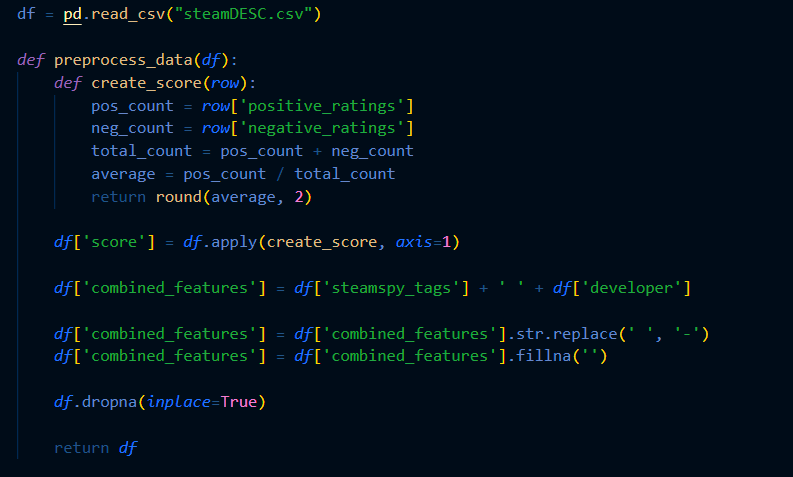 df = pd.read_csv("steamDESC.csv")
def preprocess_data(df):
def create_score(row):
pos_count = row['positive_ratings']
neg_count = row['negative_ratings']
total_count = pos_count + neg_count
average = pos_count / total_count
return round(average, 2)
df['score'] = df.apply(create_score, axis=1)
df['combined_features'] = df['steamspy_tags'] + ' ' + df['developer']
df['combined_features'] = df['combined_features'].str.replace(' ', '-')
df['combined_features'] = df['combined_features'].fillna('')
df.dropna(inplace=True)
return df